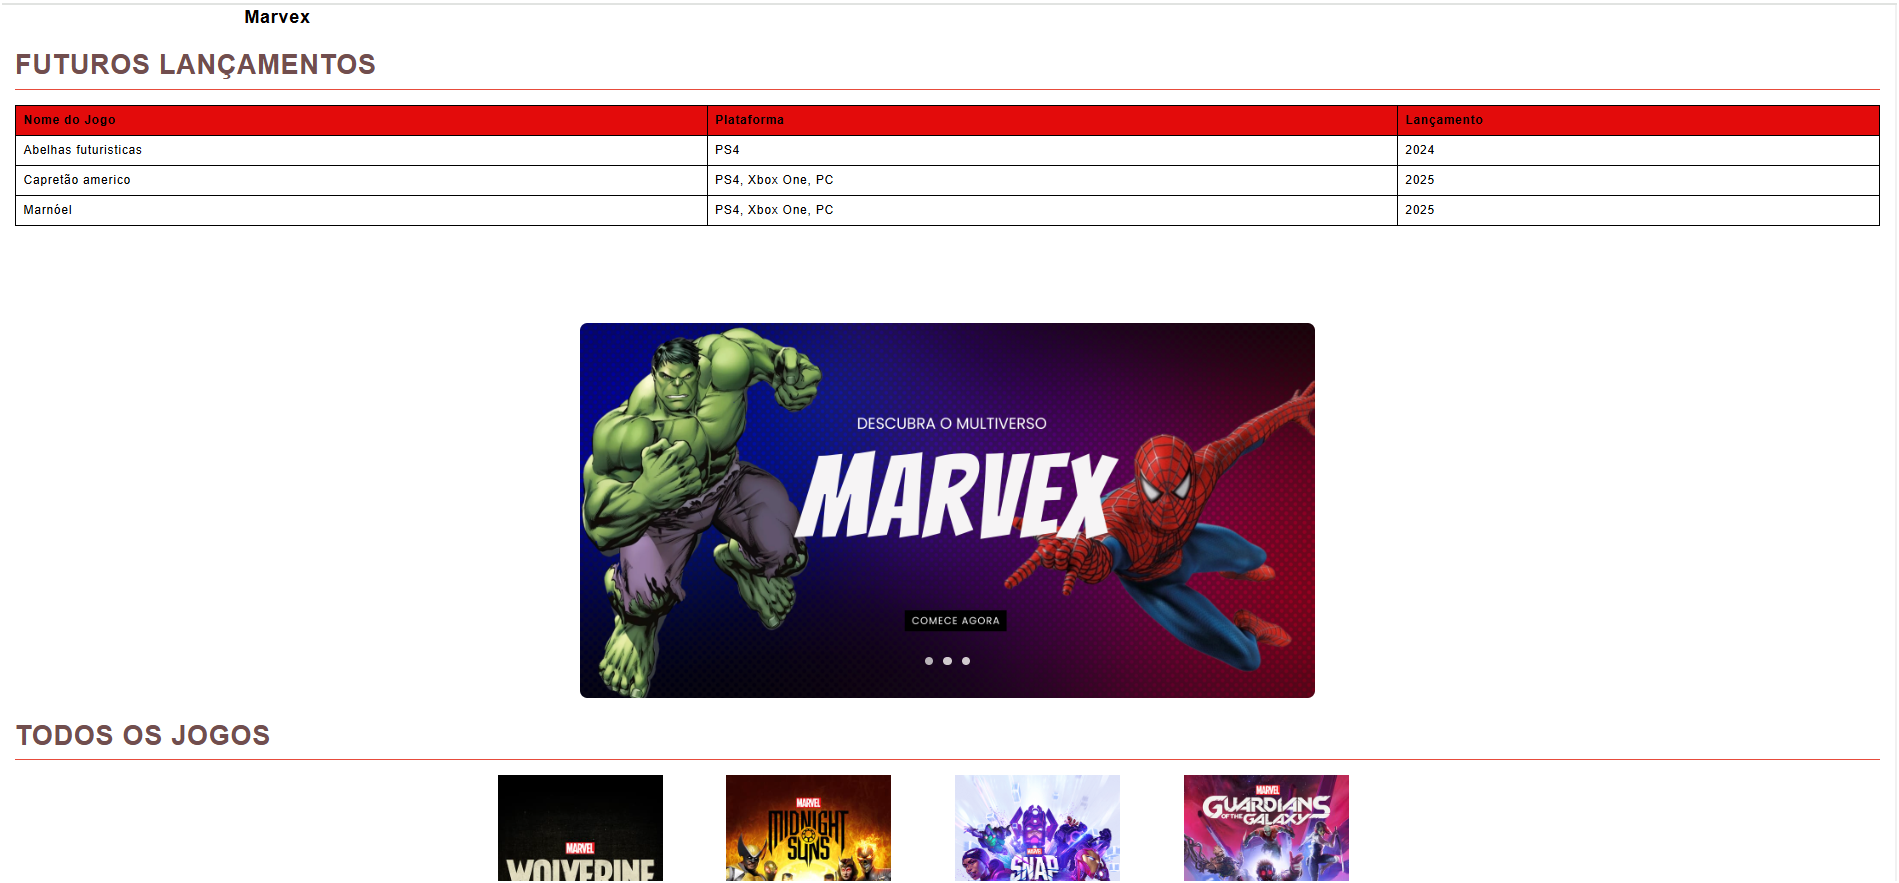 Marvex
FUTUROS LANÇAMENTOS
Nome do Jogo Plataforma Lançamento
Abelhas futuristicas PS4 2024
Capretão americo PS4, Xbox One, PC 2025
Marnóel PS4, Xbox One, PC 2025
DESCUBRA O MULTIVERSO
MARVEX
COMECE AGORA
TODOS OS JOGOS
MARVEL
WOLVERINE
MARVEL
MIDNIGHT
SUNS
MARVEL
SNAP
MARVEL
GUARDIANS
OF THE GALAXY